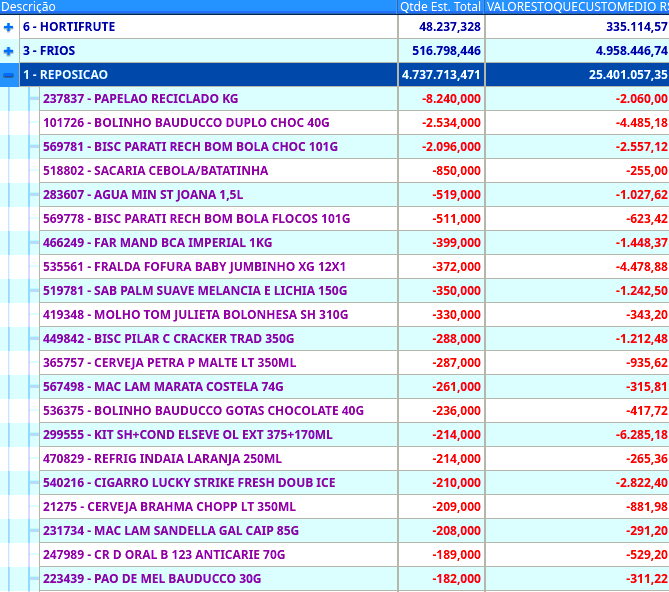 Descrição Qtde Est. Total VALORESTOQUECUSTOMEDIO R$
6 - HORTIFRUTE 48.237,328 335.114,57
3 - FRIOS 516.798,446 4.958.446,74
1 - REPOSICAO 4.737.713,471 25.401.057,35
237837 - PAPELAO RECICLADO KG -8.240,000 -2.060,00
101726 - BOLINHO BAUDUCCO DUPLO CHOC 40G -2.534,000 -4.485,18
569781 - BISC PARATI RECH BOM BOLA CHOC 101G -2.096,000 -2.557,12
518802 - SACARIA CEBOLA/BATATINHA -850,000 -255,00
283607 - AGUA MIN ST JOANA 1,5L -519,000 -1.027,62
569778 - BISC PARATI RECH BOM BOLA FLOCOS 101G -511,000 -623,42
466249 - FAR MAND BCA IMPERIAL 1KG -399,000 -1.448,37
535561 - FRALDA FOFURA BABY JUMBINHO XG 12X1 -372,000 -4.478,88
519781 - SAB PALM SUAVE MELANCIA E LICHIA 150G -350,000 -1.242,50
419348 - MOLHO TOM JULIETA BOLONHESA SH 310G -330,000 -343,20
449842 - BISC PILAR C CRACKER TRAD 350G -288,000 -1.212,48
365757 - CERVEJA PETRA P MALTE LT 350ML -287,000 -935,62
567498 - MAC LAM MARATA COSTELA 74G -261,000 -315,81
536375 - BOLINHO BAUDUCCO GOTAS CHOCOLATE 40G -236,000 -417,72
299555 - KIT SH+COND ELSEVE OL EXT 375+170ML -214,000 -6.285,18
470829 - REFRIG INDAIA LARANJA 250ML -214,000 -265,36
540216 - CIGARRO LUCKY STRIKE FRESH DOUB ICE -210,000 -2.822,40
21275 - CERVEJA BRAHMA CHOPP LT 350ML -209,000 -881,98
231734 - MAC LAM SANDELLA GAL CAIP 85G -208,000 -291,20
247989 - CR D ORAL B 123 ANTICARIE 70G -189,000 -529,20
223439 - PAO DE MEL BAUDUCCO 30G -182,000 -311,22